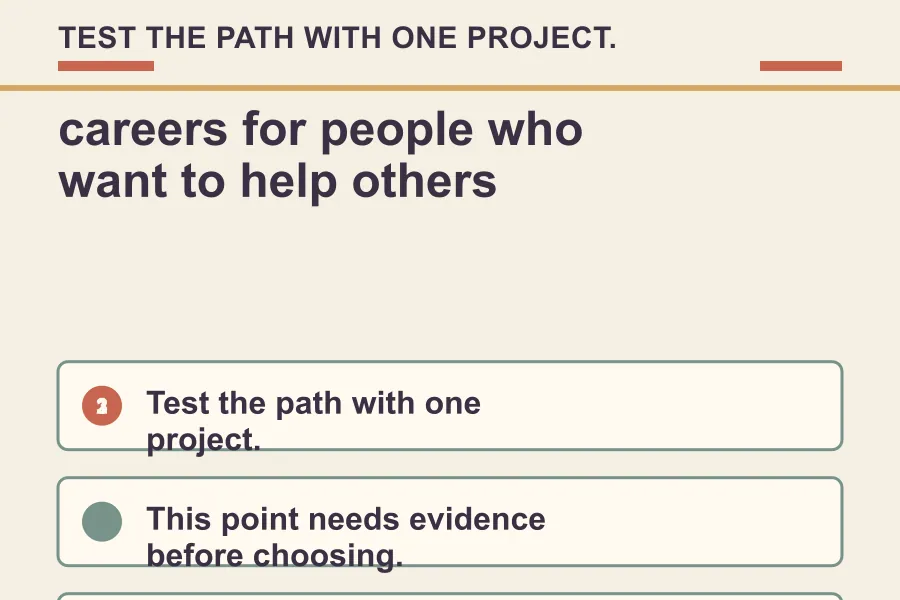 TEST THE PATH WITH ONE PROJECT.
careers for people who
want to help others
Test the path with one
project.
This point needs evidence
before choosing.